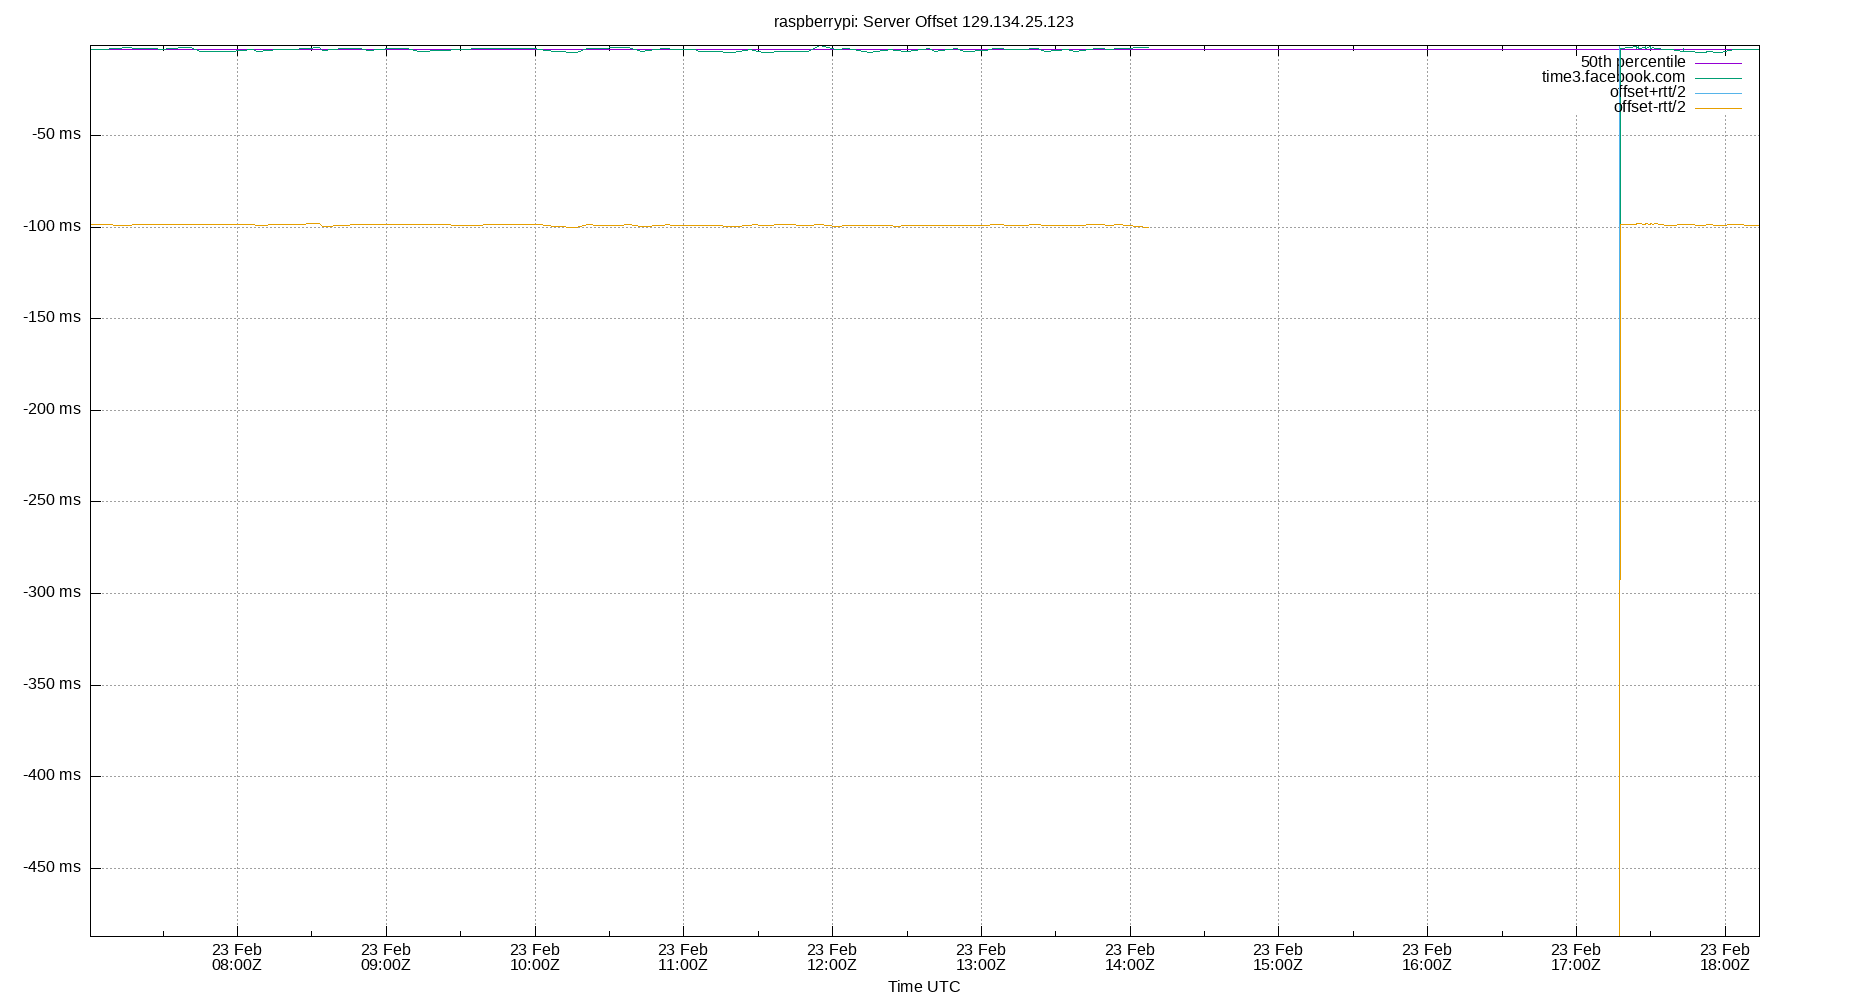 raspberrypi: Server Offset 129.134.25.123
50th percentile
time3.facebook.com
offset+rtt/2
offset-rtt/2
-50 ms
-100 ms
-150 ms
-200 ms
-250 ms
-300 ms
-350 ms
-400 ms
-450 ms
23 Feb 23 Feb 23 Feb 23 Feb 23 Feb 23 Feb 23 Feb 23 Feb 23 Feb 23 Feb 23 Feb
08:00Z 09:00Z 10:00Z 11:00Z 12:00Z 13:00Z 14:00Z 15:00Z 16:00Z 17:00Z 18:00Z
Time UTC